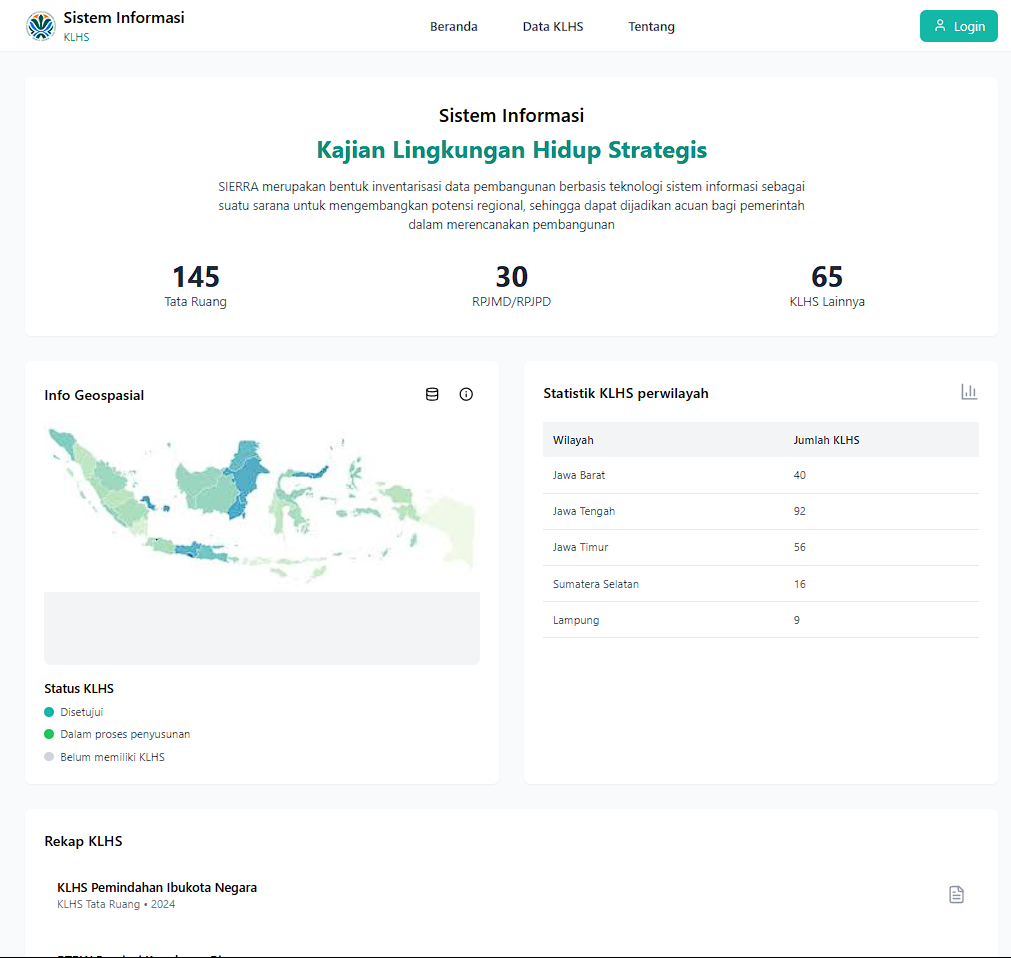 Sistem Informasi
KLHS
Beranda
Data KLHS
Tentang
Login
Sistem Informasi
Kajian Lingkungan Hidup Strategis
SIERRA merupakan bentuk inventarisasi data pembangunan berbasis teknologi sistem informasi sebagai
suatu sarana untuk mengembangkan potensi regional, sehingga dapat dijadikan acuan bagi pemerintah
dalam merencanakan pembangunan
145
Tata Ruang
30
RPJMD/RPJPD
65
KLHS Lainnya
Info Geospasial
Status KLHS
Disetujui
Dalam proses penyusunan
Belum memiliki KLHS
Statistik KLHS perwilayah
Wilayah Jumlah KLHS
Jawa Barat 40
Jawa Tengah 92
Jawa Timur 56
Sumatera Selatan 16
Lampung 9
Rekap KLHS
KLHS Pemindahan Ibukota Negara
KLHS Tata Ruang • 2024